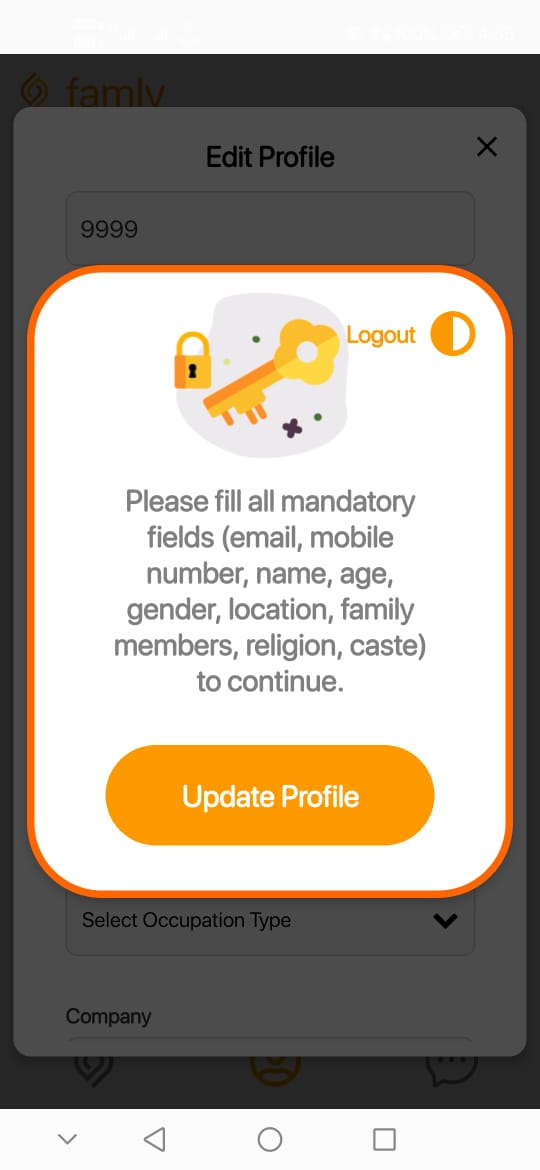 famly
Edit Profile
9999
Logout
Please fill all mandatory
fields (email, mobile
number, name, age,
gender, location, family
members, religion, caste)
to continue.
Update Profile
Select Occupation Type
Company